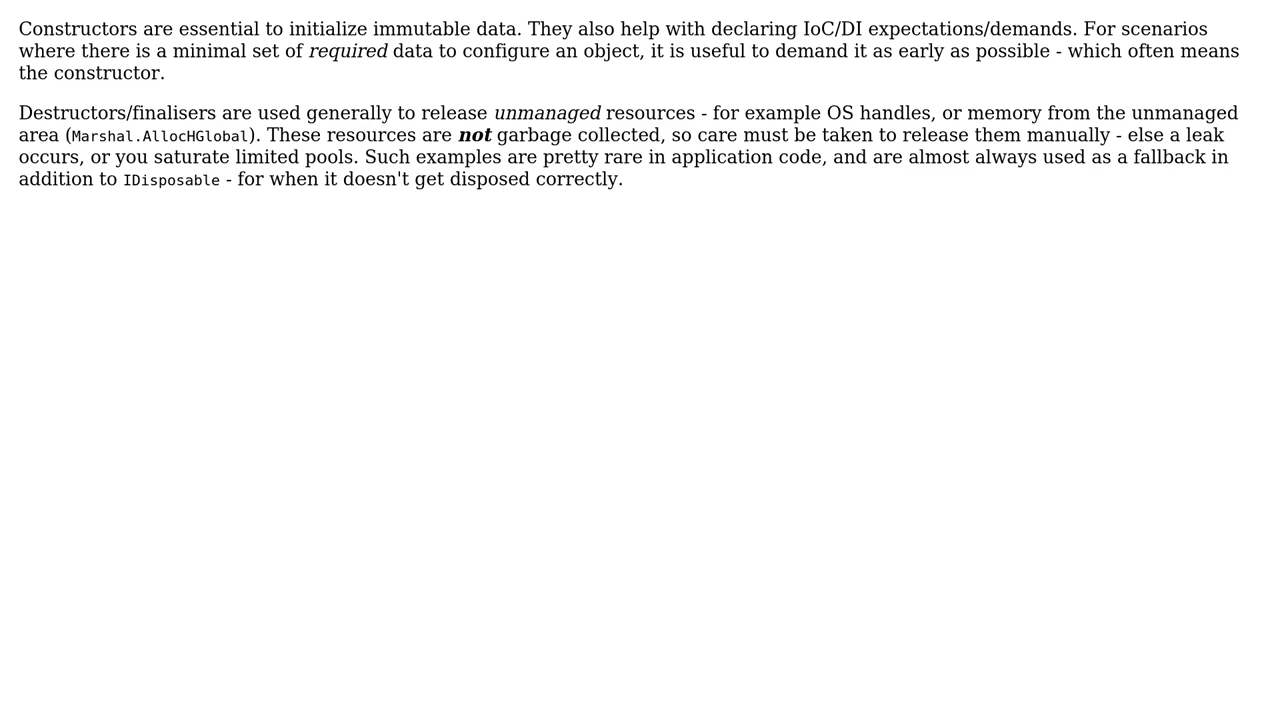 Constructors are essential to initialize immutable data. They also help with declaring IoC/DI expectations/demands. For scenarios
where there is a minimal set of required data to configure an object, it is useful to demand it as early as possible - which often means
the constructor.
Destructors/finalisers are used generally to release unmanaged resources - for example OS handles, or memory from the unmanaged
area (Marshal.AllocHGlobal). These resources are not garbage collected, so care must be taken to release them manually - else a leak
occurs, or you saturate limited pools. Such examples are pretty rare in application code, and are almost always used as a fallback in
addition to IDisposable - for when it doesn't get disposed correctly.